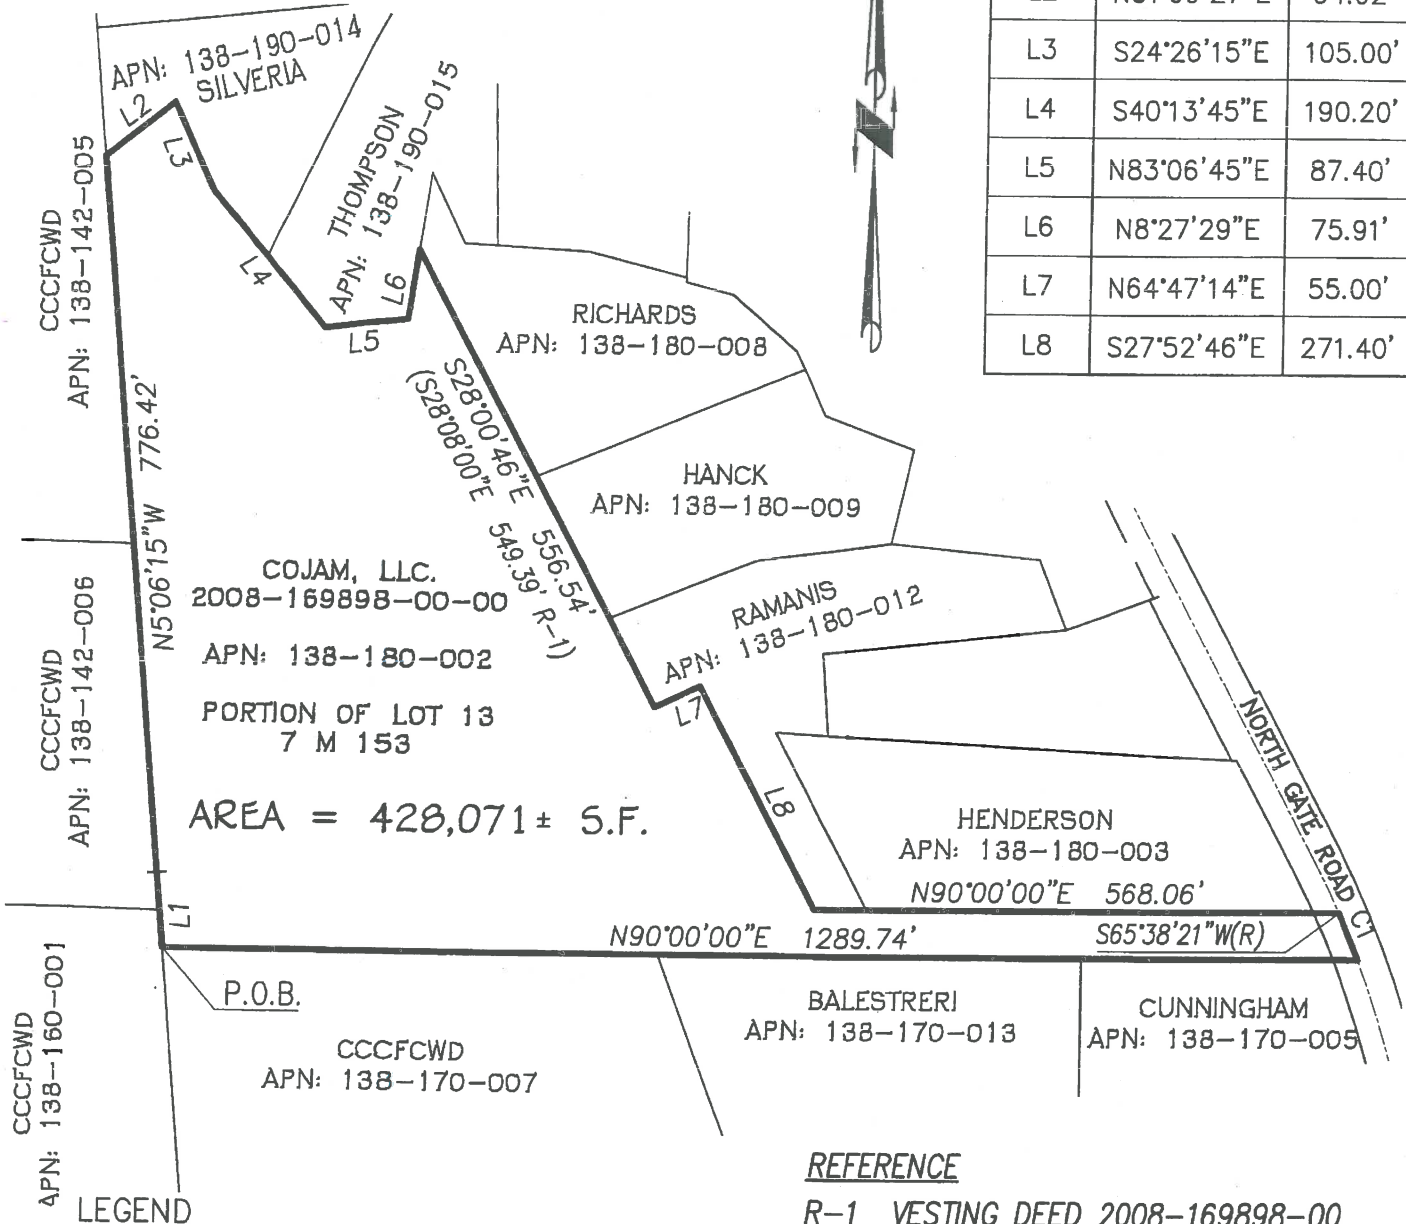 L3 S24°26'15"E 105.00'
L4 S40°13'45"E 190.20'
L5 N83°06'45"E 87.40'
L6 N8°27'29"E 75.91'
L7 N64°47'14"E 55.00'
L8 S27°52'46"E 271.40'
APN: 138-190-014
SILVERIA
L2
L3
THOMPSON
APN: 138-190-015
CCCFCWD
APN: 138-142-005
L4
L6
L5
RICHARDS
APN: 138-180-008
N5°06'15"W 776.42'
S28°00'46"E 556.54'
(S28°08'00"E 549.39' R-1)
HANCK
APN: 138-180-009
COJAM, LLC.
2008-169898-00-00
APN: 138-180-002
PORTION OF LOT 13
7 M 153
AREA = 428,071± S.F.
RAMANIS
APN: 138-180-012
CCCFCWD
APN: 138-142-006
L7
L8
NORTH GATE ROAD
C1
HENDERSON
APN: 138-180-003
N90°00'00"E 568.06'
L1
N90°00'00"E 1289.74'
S65°38'21"W(R)
P.O.B.
CCCFCWD
APN: 138-160-001
BALESTRERI
APN: 138-170-013
CUNNINGHAM
APN: 138-170-005
CCCFCWD
APN: 138-170-007
REFERENCE
LEGEND
R-1 VESTING DEED 2008-169898-00